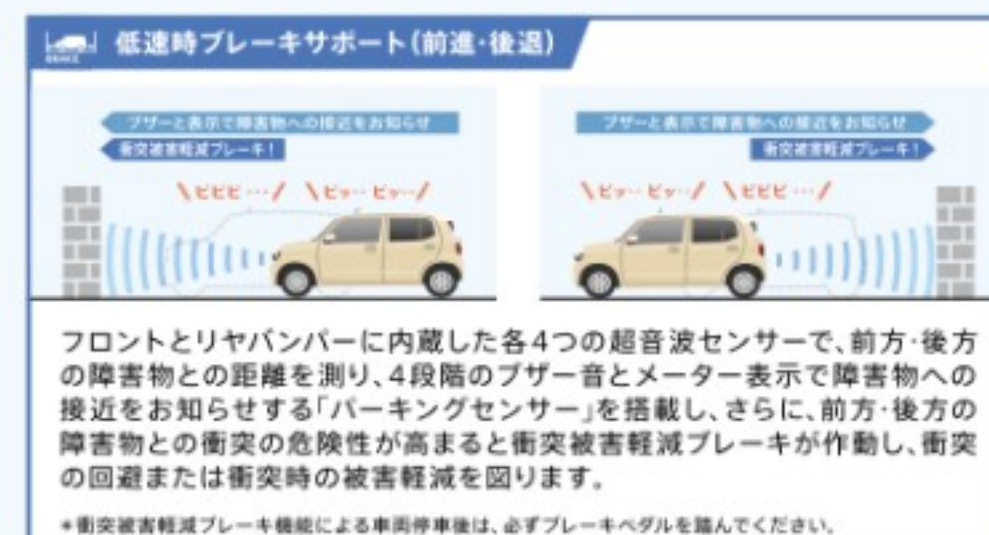 低速時ブレーキサポート（前進・後退）
ブザーと表示で障害物への接近をお知らせ
衝突被害軽減ブレーキ！
ピピピ…
ピッ‥ピッ‥
ブザーと表示で障害物への接近をお知らせ
衝突被害軽減ブレーキ！
ピッ‥ピッ‥
ピピピ…
フロントとリヤバンパーに内蔵した各4つの超音波センサーで、前方・後方
の障害物との距離を測り、4段階のブザー音とメーター表示で障害物への
接近をお知らせする「パーキングセンサー」を搭載し、さらに、前方・後方の
障害物との衝突の危険性が高まると衝突被害軽減ブレーキが作動し、衝突
の回避または衝突時の被害軽減を図ります。
＊衝突被害軽減ブレーキ機能による車両停車後は、必ずブレーキペダルを踏んでください。